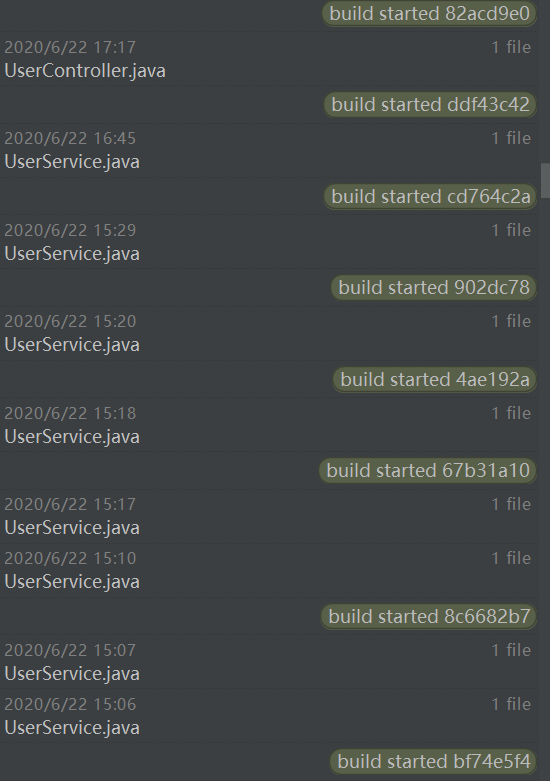 build started 82acd9e0
2020/6/22 17:17 1 file
UserController.java
build started ddf43c42
2020/6/22 16:45 1 file
UserService.java
build started cd764c2a
2020/6/22 15:29 1 file
UserService.java
build started 902dc78
2020/6/22 15:20 1 file
UserService.java
build started 4ae192a
2020/6/22 15:18 1 file
UserService.java
build started 67b31a10
2020/6/22 15:17 1 file
UserService.java
2020/6/22 15:10 1 file
UserService.java
build started 8c6682b7
2020/6/22 15:07 1 file
UserService.java
2020/6/22 15:06 1 file
UserService.java
build started bf74e5f4